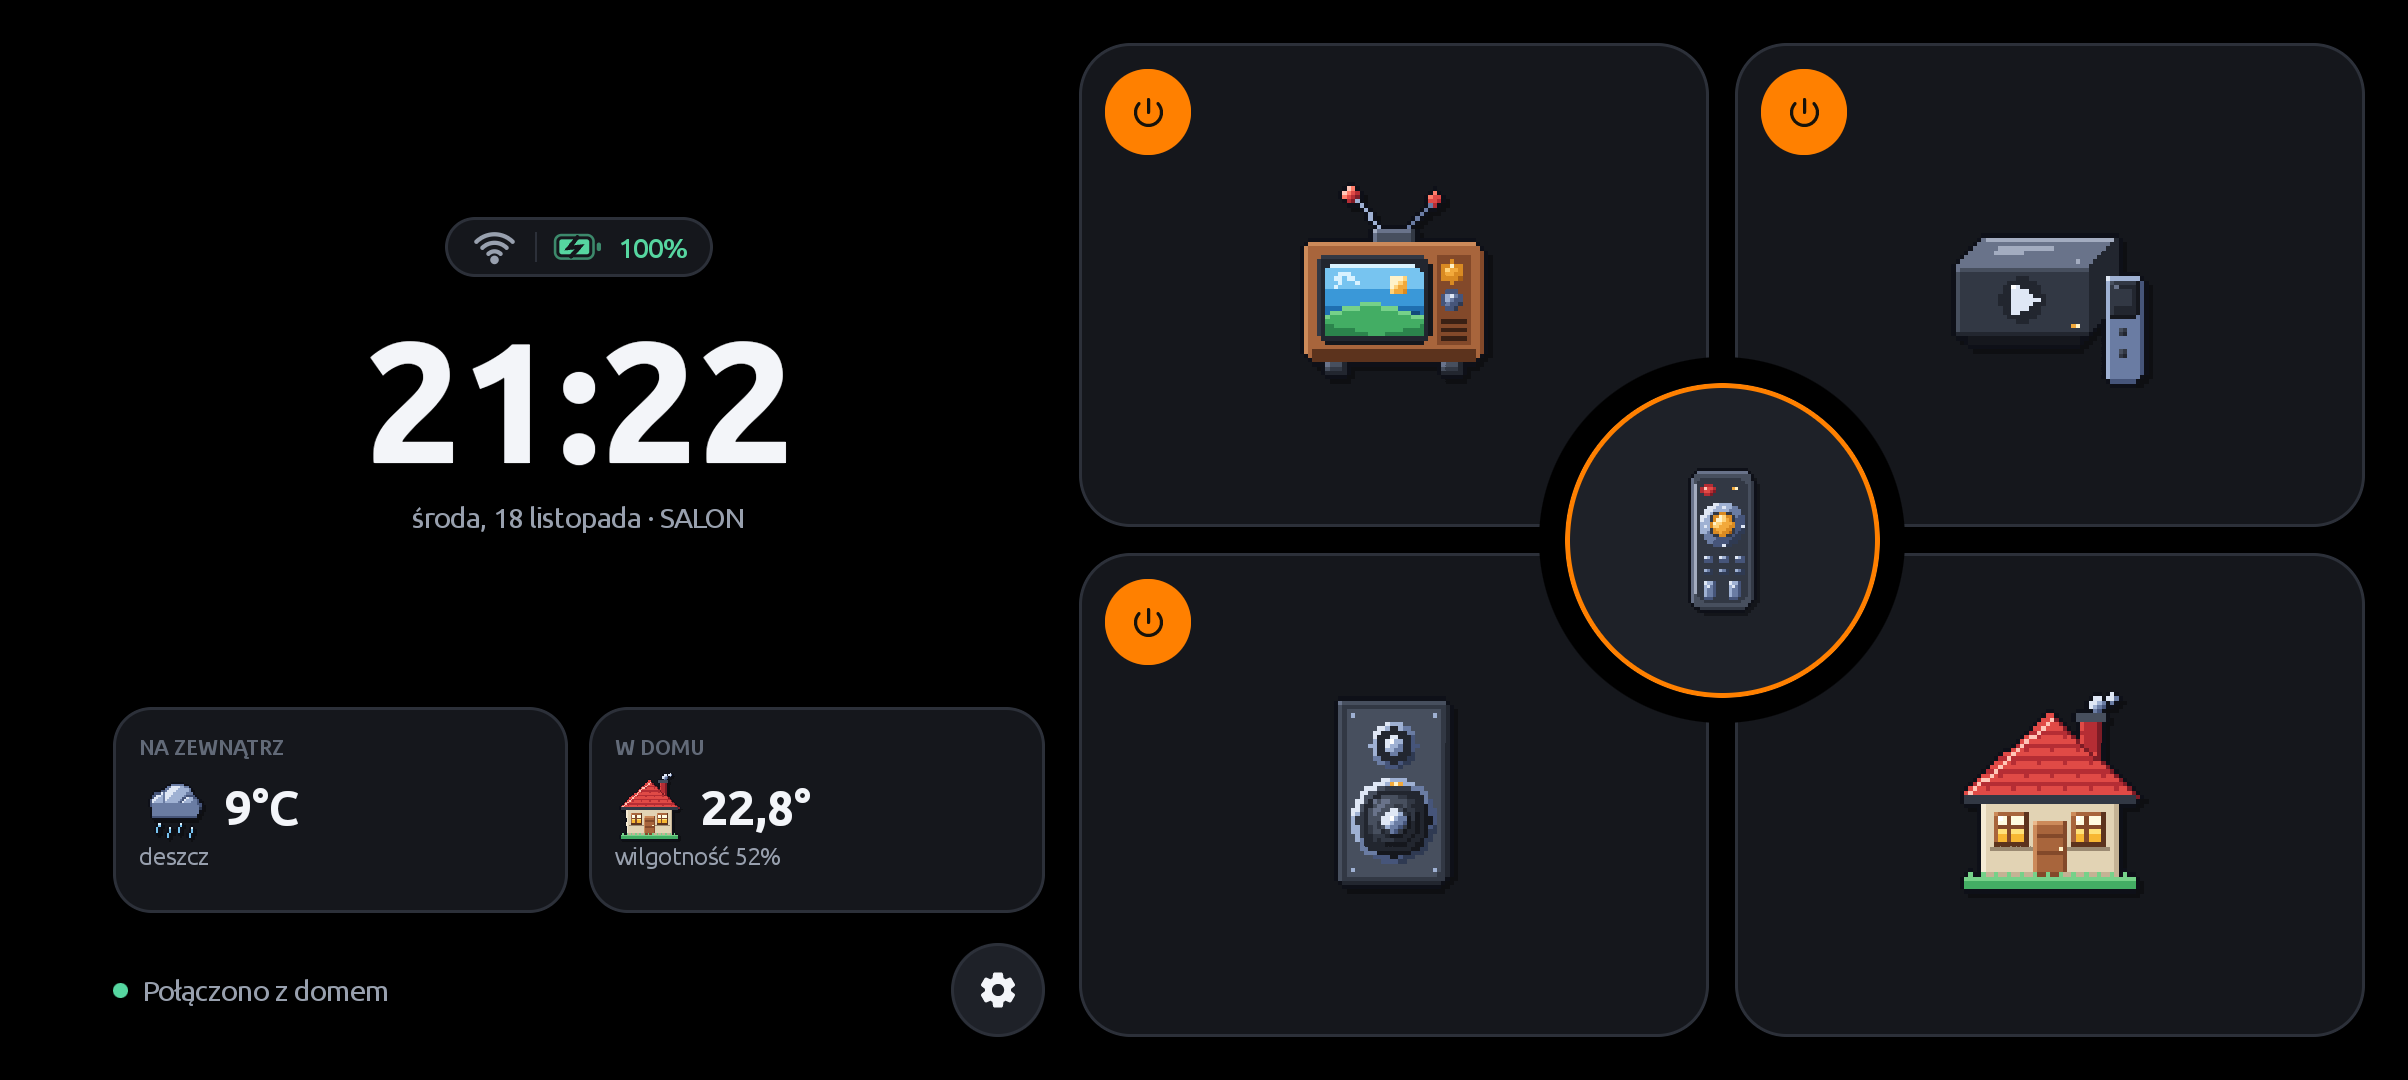 100%
21:22
środa, 18 listopada · SALON
NA ZEWNĄTRZ
9°C
deszcz
W DOMU
22,8°
wilgotność 52%
Połączono z domem